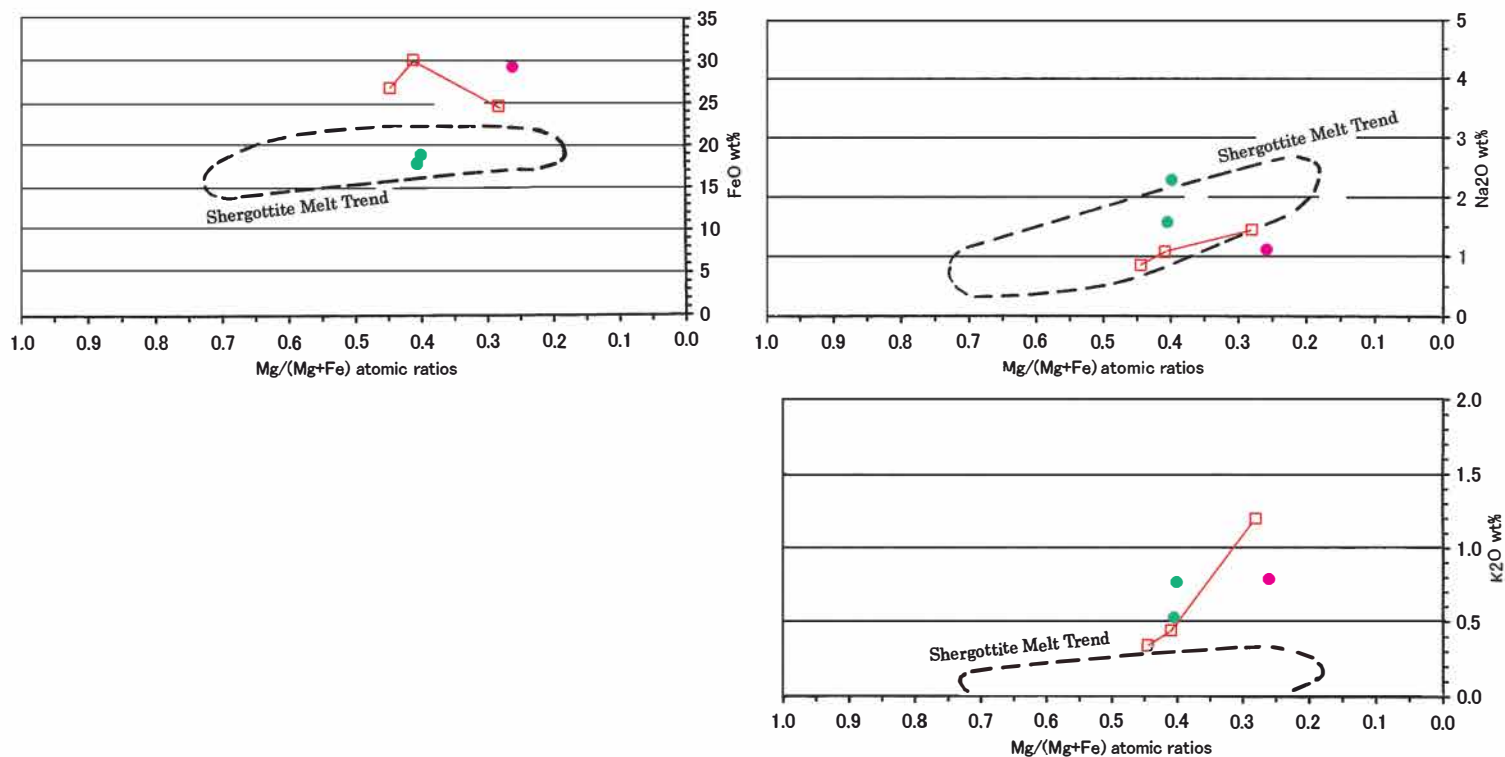 35
30
25
20
15
10
5
0
FeO wt%
Shergottite Melt Trend
1.0 0.9 0.8 0.7 0.6 0.5 0.4 0.3 0.2 0.1 0.0
Mg/(Mg+Fe) atomic ratios
5
4
3
2
1
0
Na2O wt%
Shergottite Melt Trend
1.0 0.9 0.8 0.7 0.6 0.5 0.4 0.3 0.2 0.1 0.0
Mg/(Mg+Fe) atomic ratios
2.0
1.5
1.0
0.5
0.0
K2O wt%
Shergottite Melt Trend
1.0 0.9 0.8 0.7 0.6 0.5 0.4 0.3 0.2 0.1 0.0
Mg/(Mg+Fe) atomic ratios